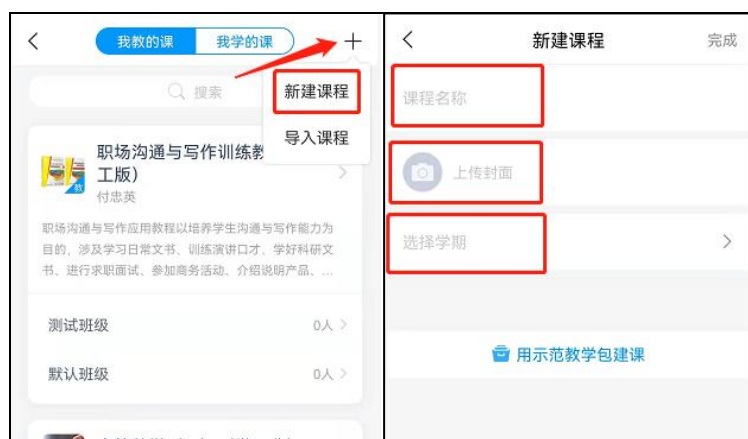 我教的课
我学的课
搜索
新建课程
导入课程
职场沟通与写作训练教
工版)
付忠英
教
职场沟通与写作应用教程以培养学生沟通与写作能力为
目的、涉及学习日常文书、训练演讲口才、学好科研文
书、进行求职面试、参加商务活动、介绍说明产品、...
测试班级
0人
默认班级
0人
新建课程
完成
课程名称
上传封面
选择学期
用示范教学包建课